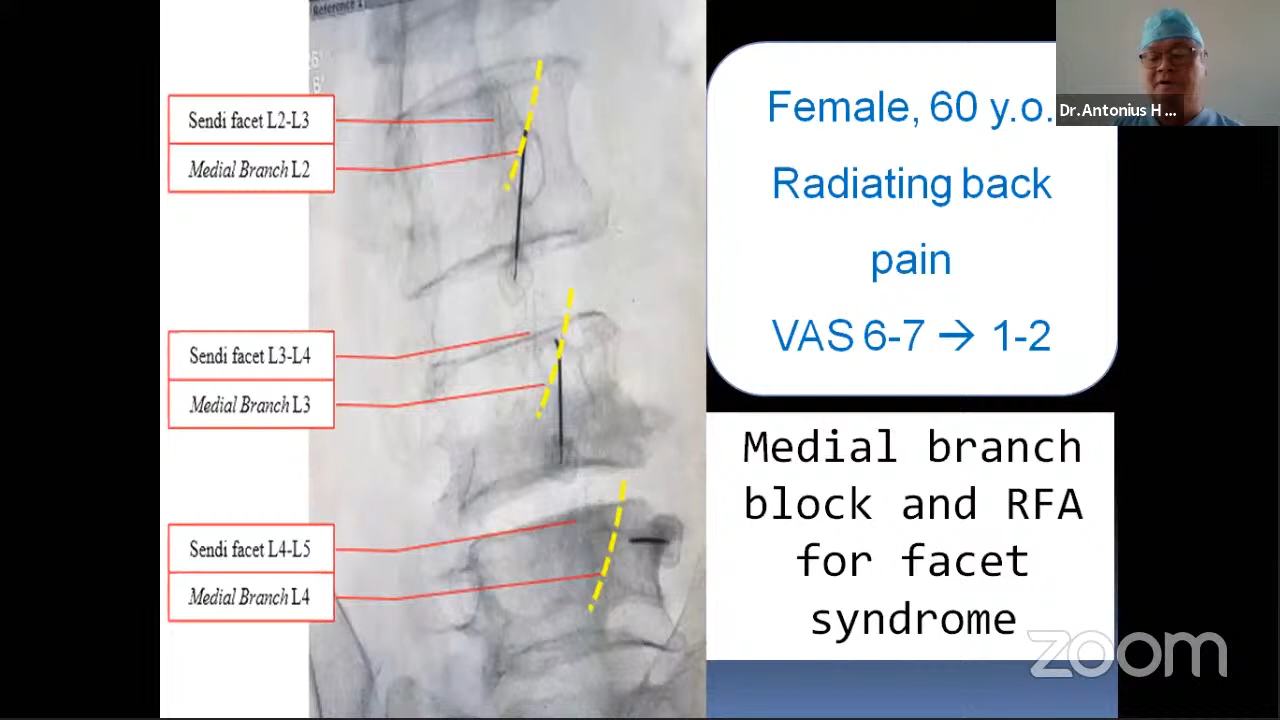 Reference
Sendi facet L2-L3
Medial Branch L2
Sendi facet L3-L4
Medial Branch L3
Sendi facet L4-L5
Medial Branch L4
Female, 60 y.o.
Radiating back
pain
VAS 6-7 → 1-2
Dr.Antonius H ...
Medial branch
block and RFA
for facet
syndrome
zoom